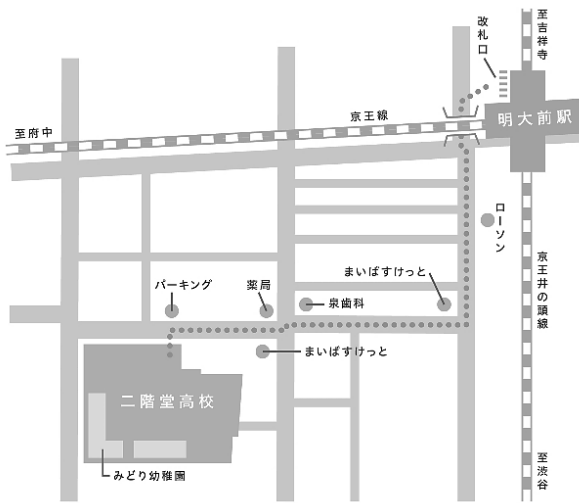 至吉祥寺
改札口
明大前駅
京王線
至府中
ローソン
京王井の頭線
まいばすけっと
パーキング
薬局
泉歯科
まいばすけっと
二階堂高校
みどり幼稚園
至渋谷